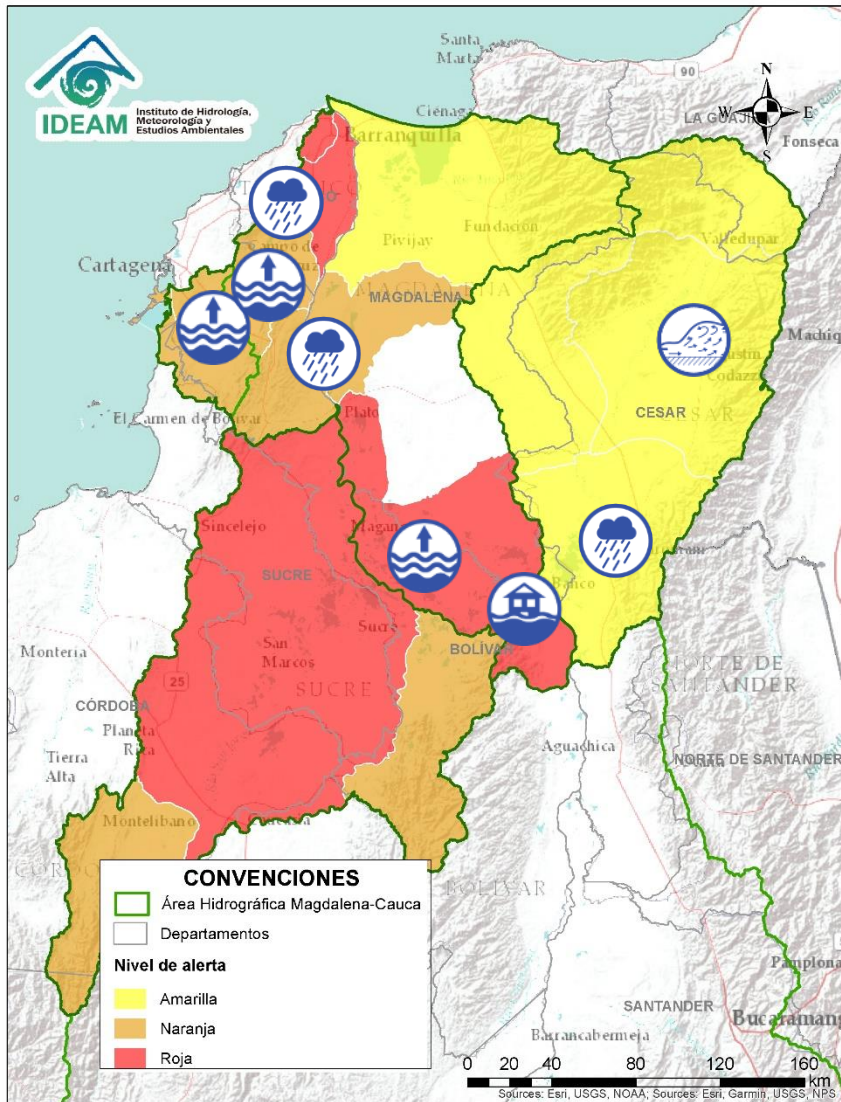 IDEAM
Instituto de Hidrología,
Meteorología y
Estudios Ambientales
Santa
Marta
90
N
W
E
S
LA GUAJI
Fonseca
Ciénaga
Barranquilla
Cartagena
Pivijay
Fundación
Valledupar
MAGDALENA
Machiq
Codazz
CESAR
El Carmen de Bolívar
Plato
Sincelejo
Magan
SUCRE
Banco
Sucre
San
Marcos
SUCRE
BOLÍVAR
Montería
25
CÓRDOBA
Planeta
Rica
NORTE DE
SANTANDER
Aguachica
NORTE DE SANTANDER
Tierra
Alta
Montelíbano
BOLÍVAR
CONVENCIONES
Área Hidrográfica Magdalena-Cauca
Departamentos
Nivel de alerta
Amarilla
Naranja
Roja
Pamplona
SANTANDER
Bucaramang
Barrancabermeja
0 20 40 80 120 160
km
Sources: Esri, USGS, NOAA; Sources: Esri, Garmin, USGS, NPS